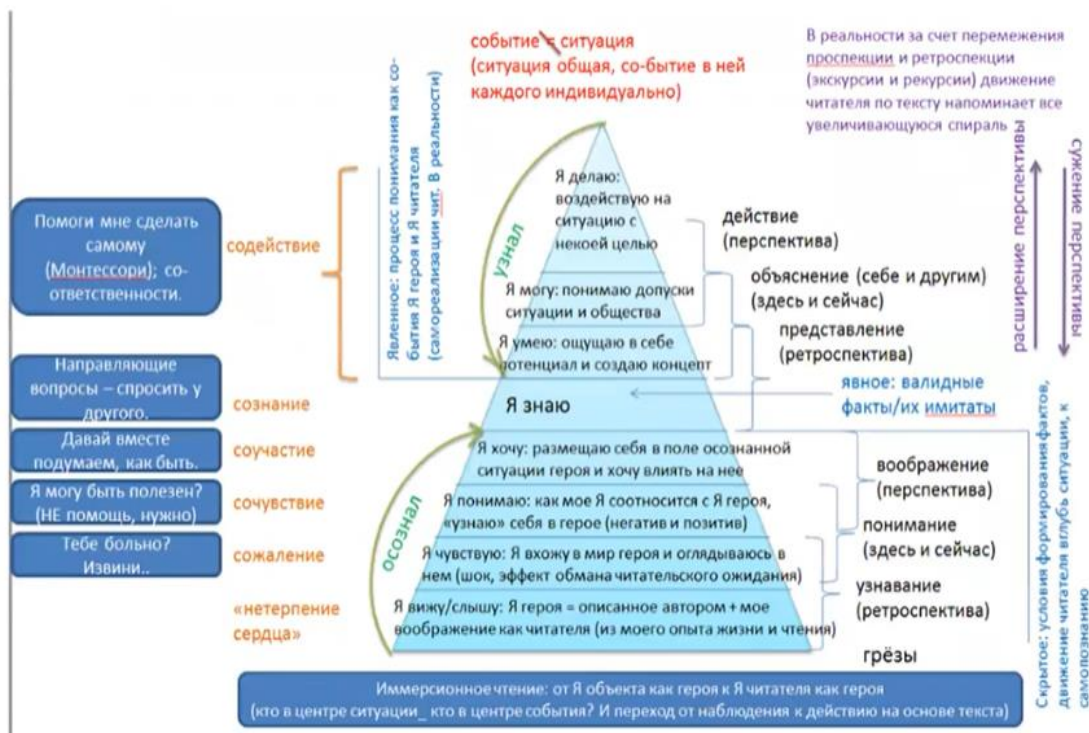 событие ≠ ситуация
(ситуация общая, со-бытие в ней
каждого индивидуально)
В реальности за счет перемежения
проспекции и ретроспекции
(экскурсии и рекурсии) движение
читателя по тексту напоминает все
увеличивающуюся спираль
Помоги мне сделать
самому
(Монтессори); со-
ответственности.
Направляющие
вопросы – спросить у
другого.
Давай вместе
подумаем, как быть.
Я могу быть полезен?
(НЕ помощь, нужно)
Тебе больно?
Извини..
содействие
сознание
соучастие
сочувствие
сожаление
«нетерпение
сердца»
Явленное: процесс понимания как со-
бытия Я героя и Я читателя
(самореализации чит. В реальности)
узнал
осознал
Я делаю:
воздействую на
ситуацию с
некоей целью
Я могу: понимаю допуски
ситуации и общества
Я умею: ощущаю в себе
потенциал и создаю концепт
Я знаю
Я хочу: размещаю себя в поле осознанной
ситуации героя и хочу влиять на нее
Я понимаю: как мое Я соотносится с Я героя,
«узнаю» себя в герое (негатив и позитив)
Я чувствую: Я вхожу в мир героя и оглядываюсь в
нем (шок, эффект обмана читательского ожидания)
Я вижу/слышу: Я героя = описанное автором + мое
воображение как читателя (из моего опыта жизни и чтения)
действие
(перспектива)
объяснение (себе и другим)
(здесь и сейчас)
представление
(ретроспектива)
явное: валидные
факты/их имитаты
воображение
(перспектива)
понимание
(здесь и сейчас)
узнавание
(ретроспектива)
грёзы
расширение перспективы
сужение перспективы
Скрытое: условия формирования фактов,
движение читателя вглубь ситуации, к
самопознанию
Иммерсионное чтение: от Я объекта как героя к Я читателя как героя
(кто в центре ситуации_ кто в центре события? И переход от наблюдения к действию на основе текста)